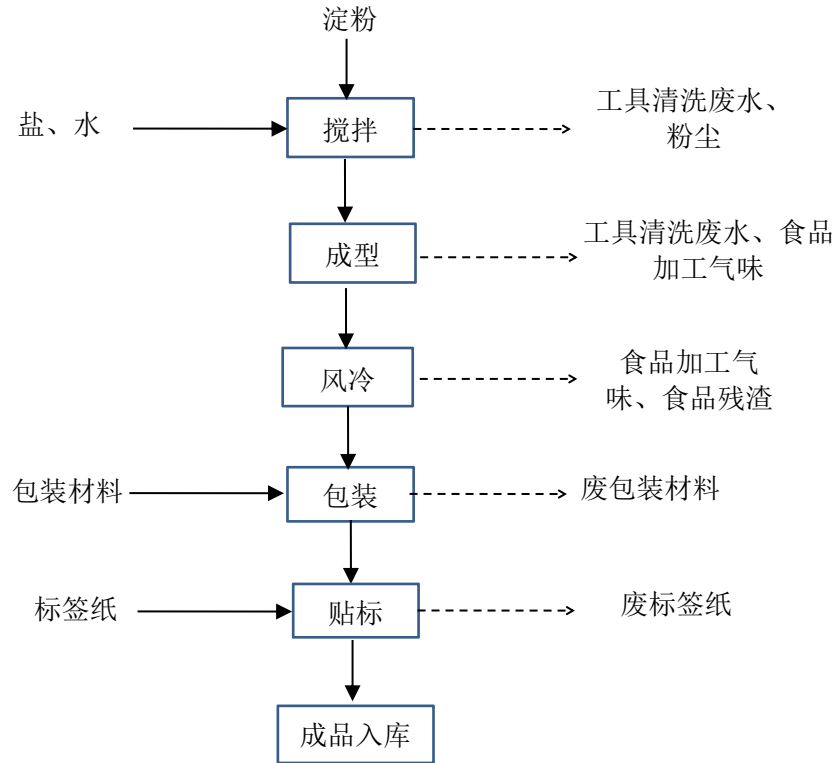 淀粉
盐、水
搅拌
工具清洗废水、
粉尘
成型
工具清洗废水、食品
加工气味
风冷
食品加工气
味、食品残渣
包装材料
包装
废包装材料
标签纸
贴标
废标签纸
成品入库